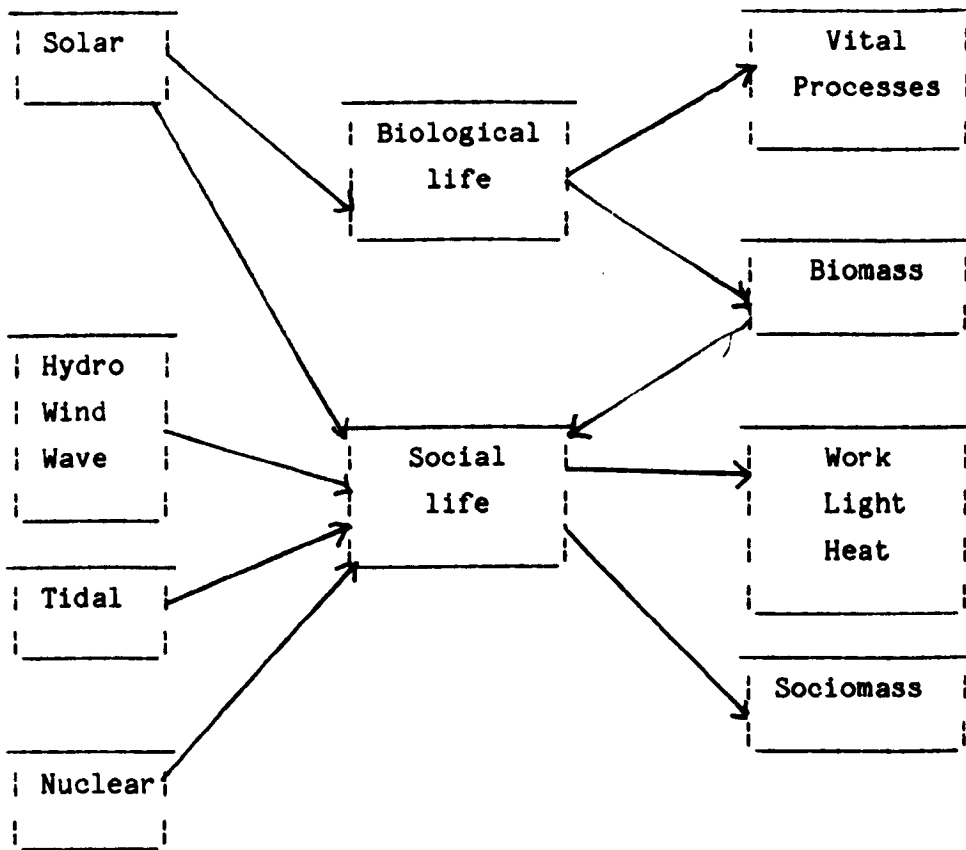 Solar
Vital
Processes
Biological
life
Biomass
Hydro
Wind
Wave
Social
life
Work
Light
Heat
Tidal
Sociomass
Nuclear